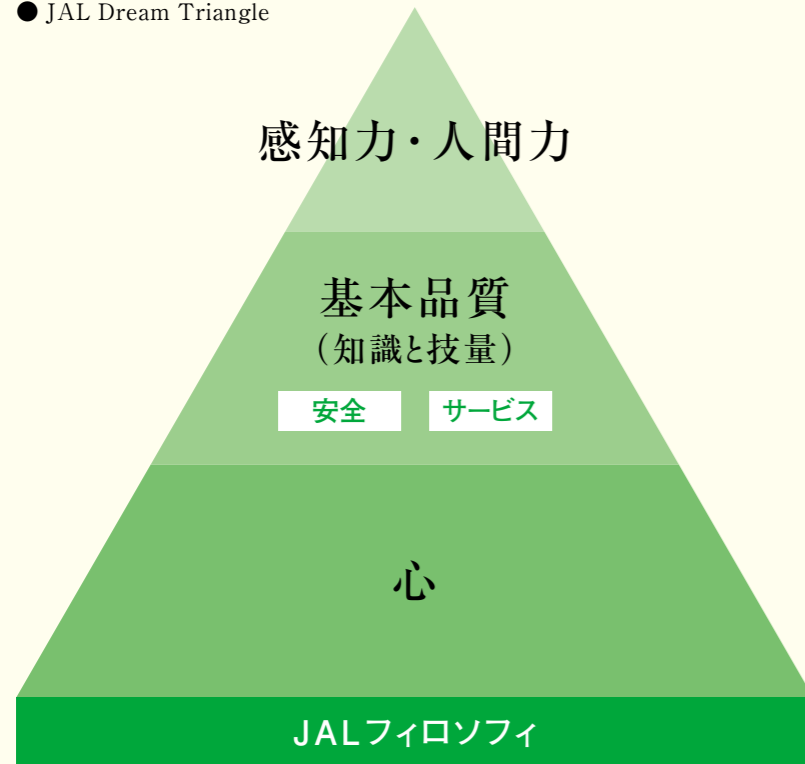 ● JAL Dream Triangle
感知力・人間力
基本品質
（知識と技量）
安全 サービス
心
JALフィロソフィ